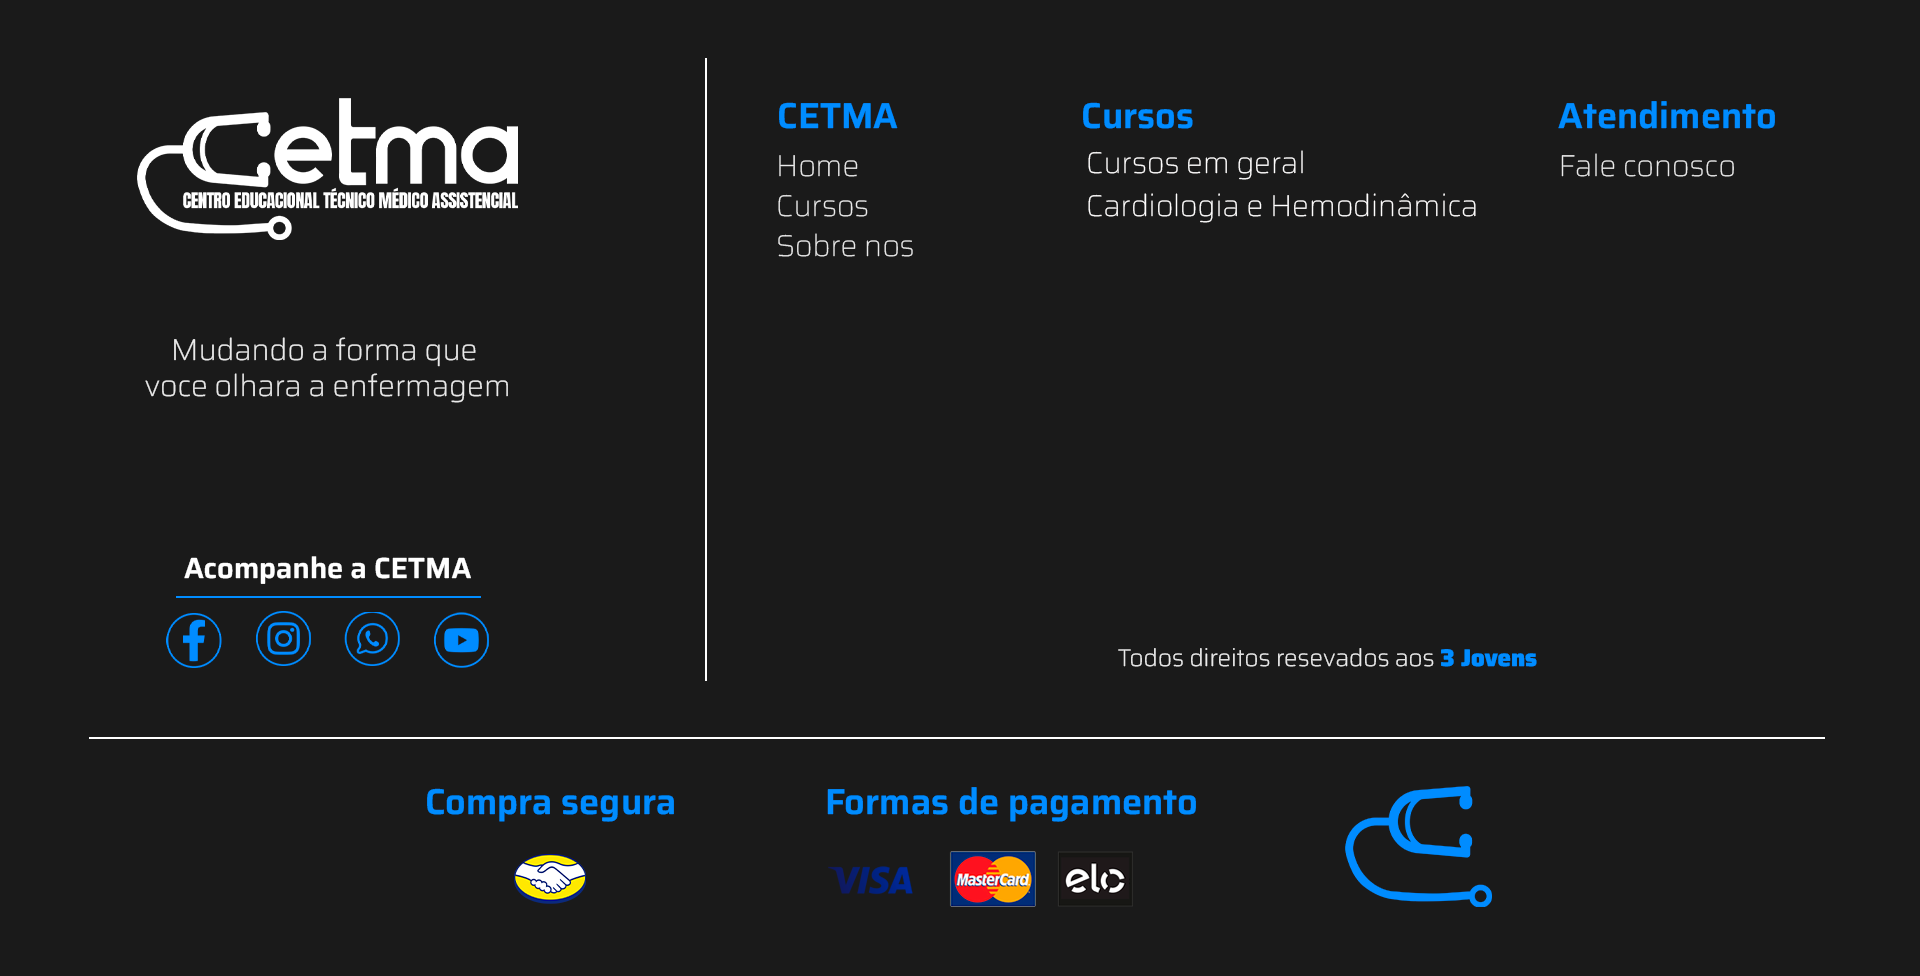 cetma
CENTRO EDUCACIONAL TÉCNICO MÉDICO ASSISTENCIAL
Mudando a forma que
voce olhara a enfermagem
Acompanhe a CETMA
CETMA
Home
Cursos
Sobre nos
Cursos
Cursos em geral
Cardiologia e Hemodinâmica
Atendimento
Fale conosco
Todos direitos resevados aos 3 Jovens
Compra segura
Formas de pagamento
VISA
MasterCard
elo